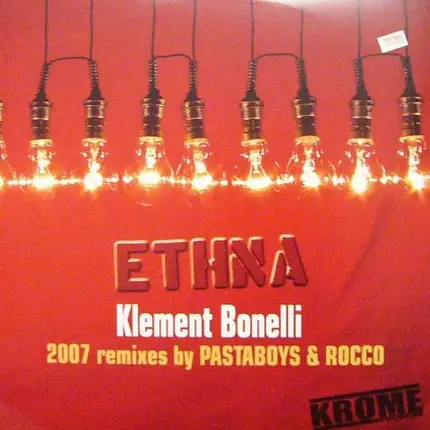 ETHNA
Klement Bonelli
2007 remixes by PASTABOYS & ROCCO
KROME